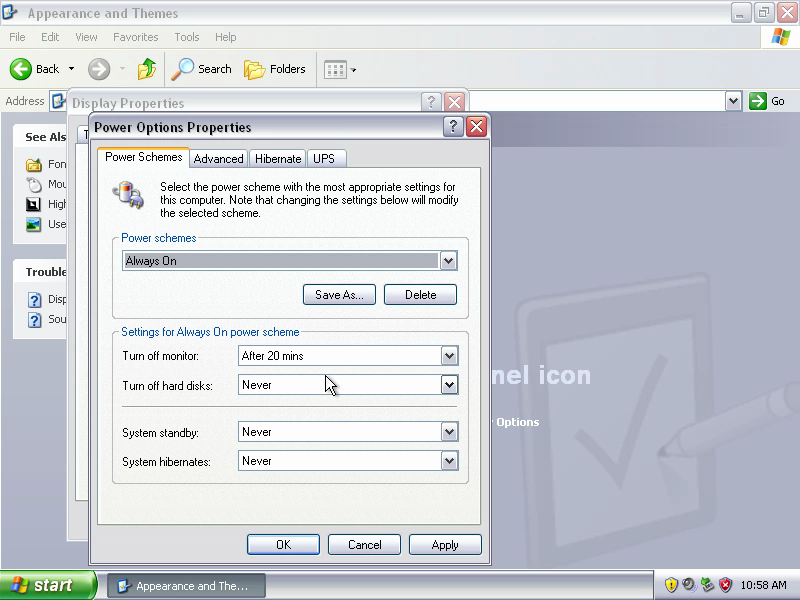 Appearance and Themes
File Edit View Favorites Tools Help
Back Search Folders
Address Go
Display Properties
Power Options Properties
See Als
Fon
Mou
High
Use
Trouble
Disp
Sou
Power Schemes Advanced Hibernate UPS
Select the power scheme with the most appropriate settings for
this computer. Note that changing the settings below will modify
the selected scheme.
Power schemes
Always On
Save As... Delete
Settings for Always On power scheme
Turn off monitor: After 20 mins
Turn off hard disks: Never
System standby: Never
System hibernates: Never
OK Cancel Apply
nel icon
Options
start Appearance and The... 10:58 AM